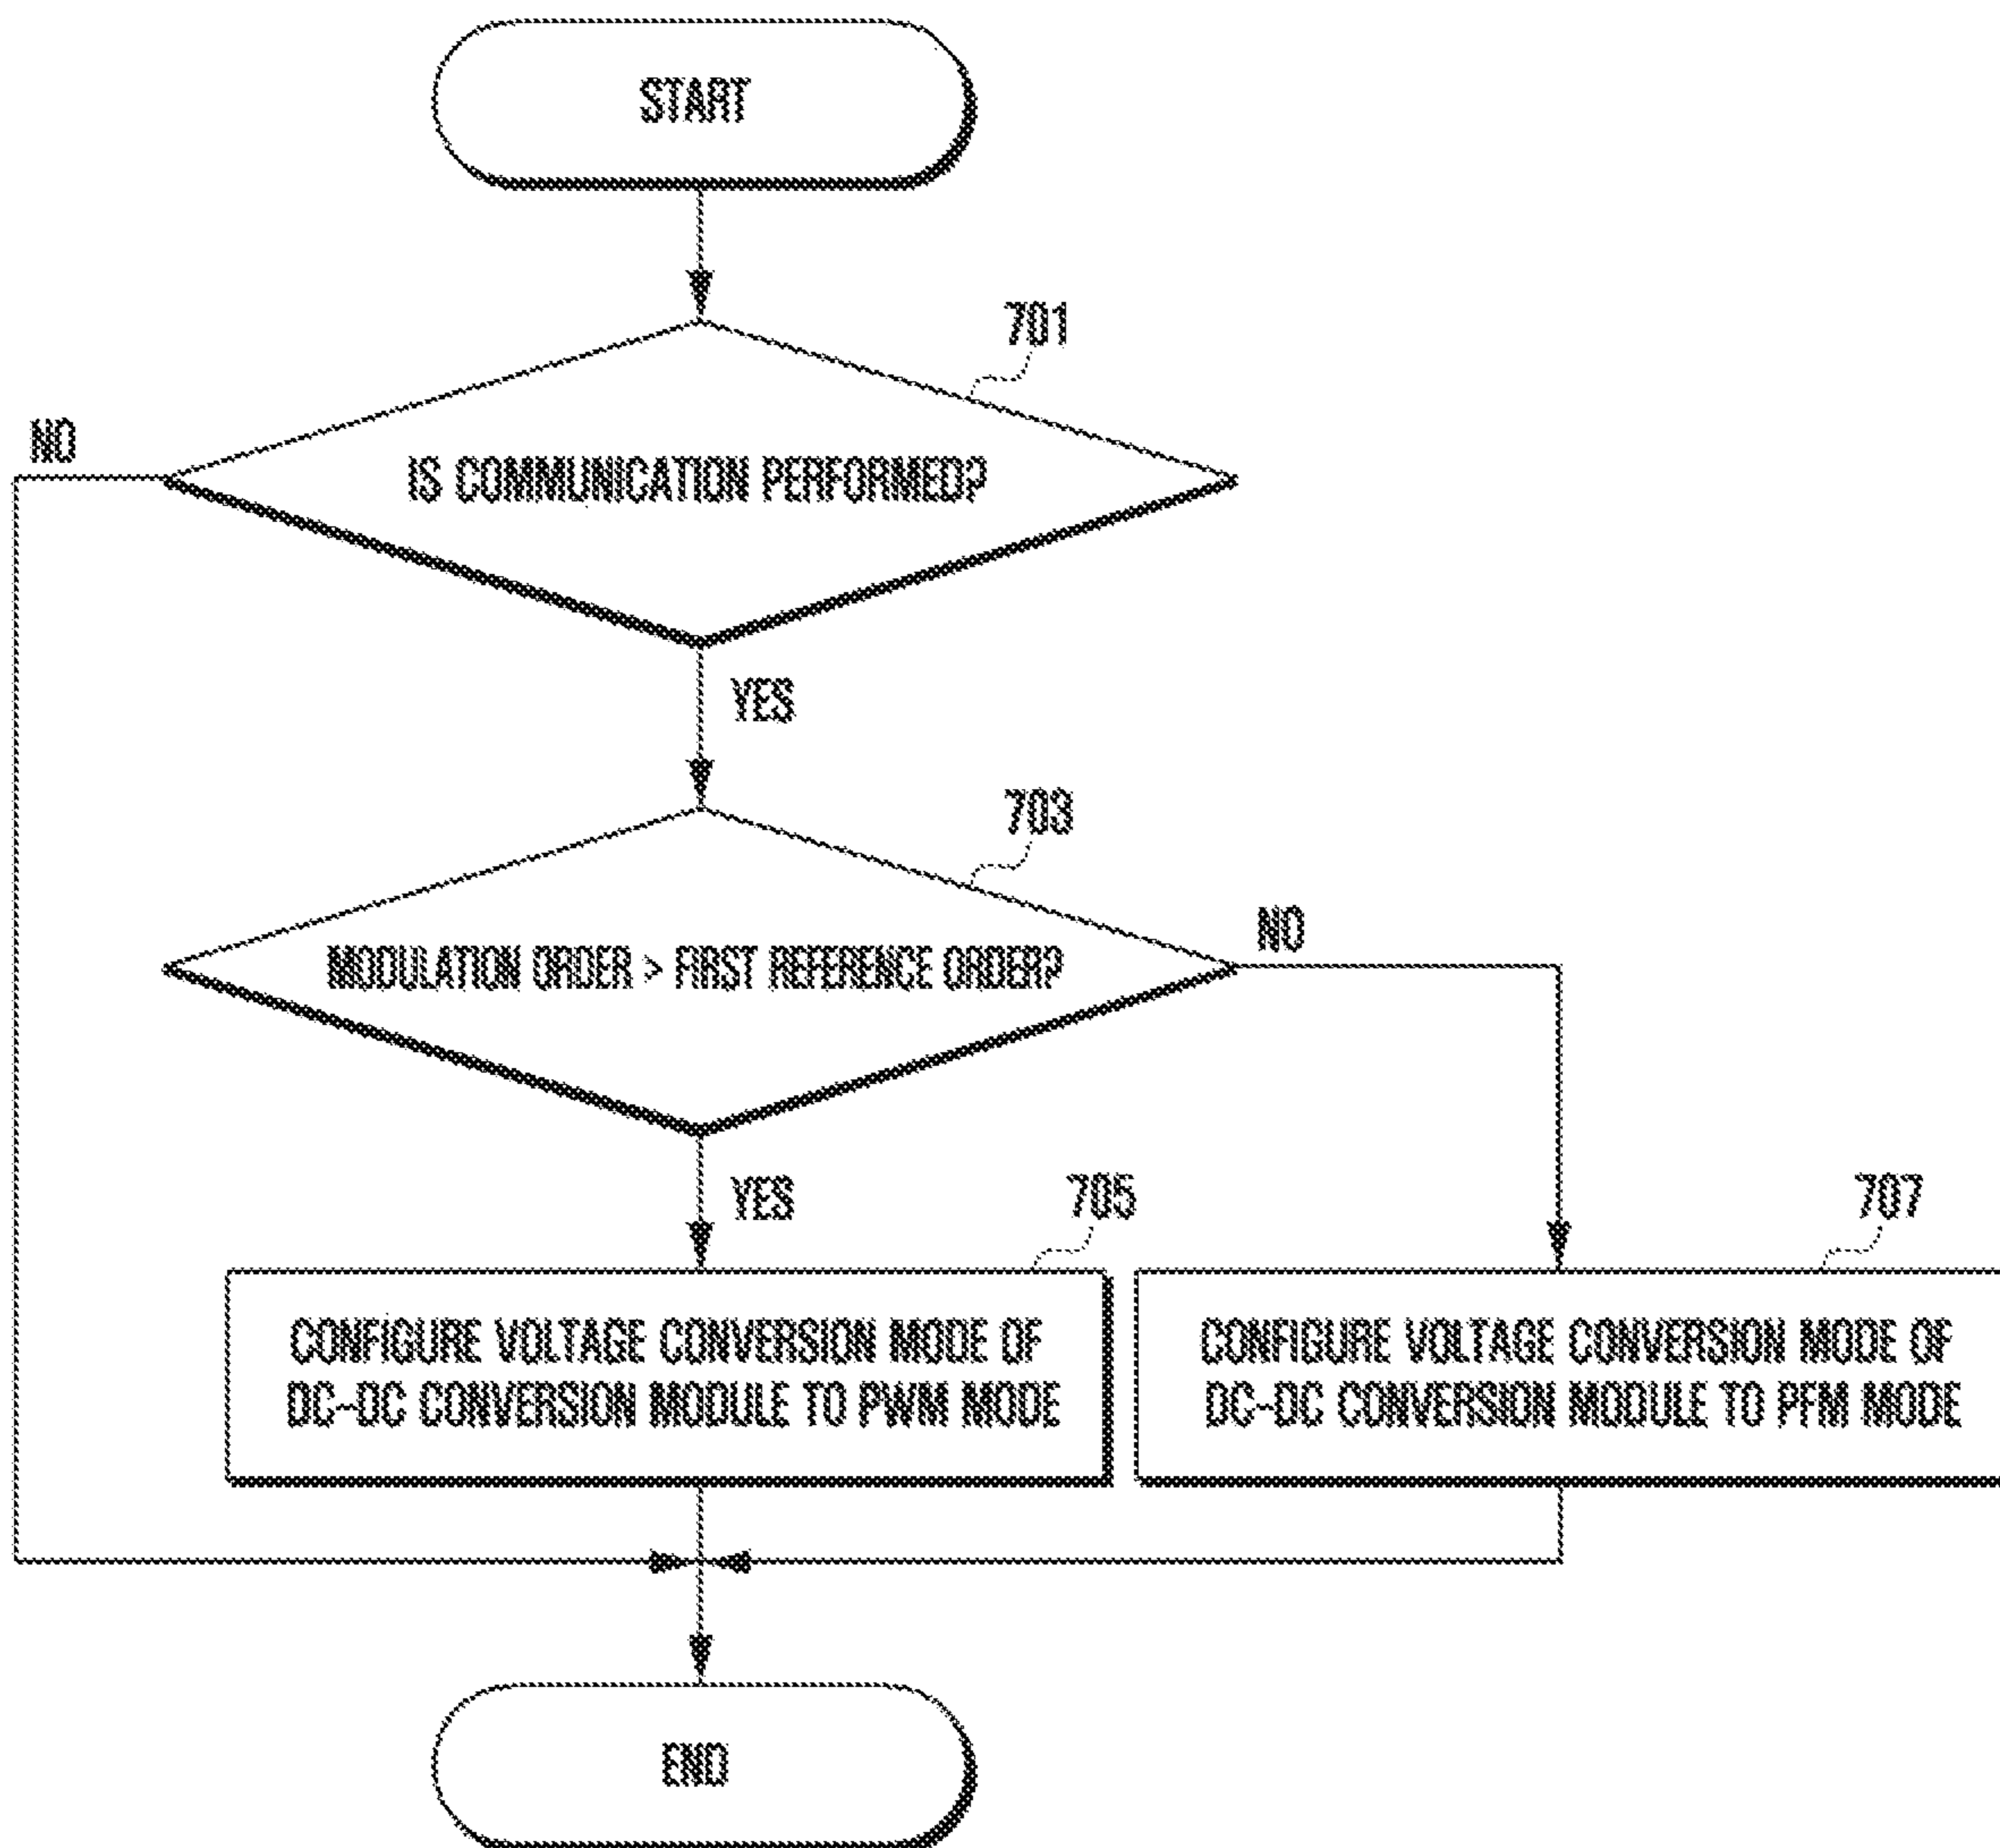 START
701
NO
IS COMMUNICATION PERFORMED?
YES
703
NO
MODULATION ORDER > FIRST REFERENCE ORDER?
YES
705
707
CONFIGURE VOLTAGE CONVERSION MODE OF
DC-DC CONVERSION MODULE TO PWM MODE
CONFIGURE VOLTAGE CONVERSION MODE OF
DC-DC CONVERSION MODULE TO PFM MODE
END